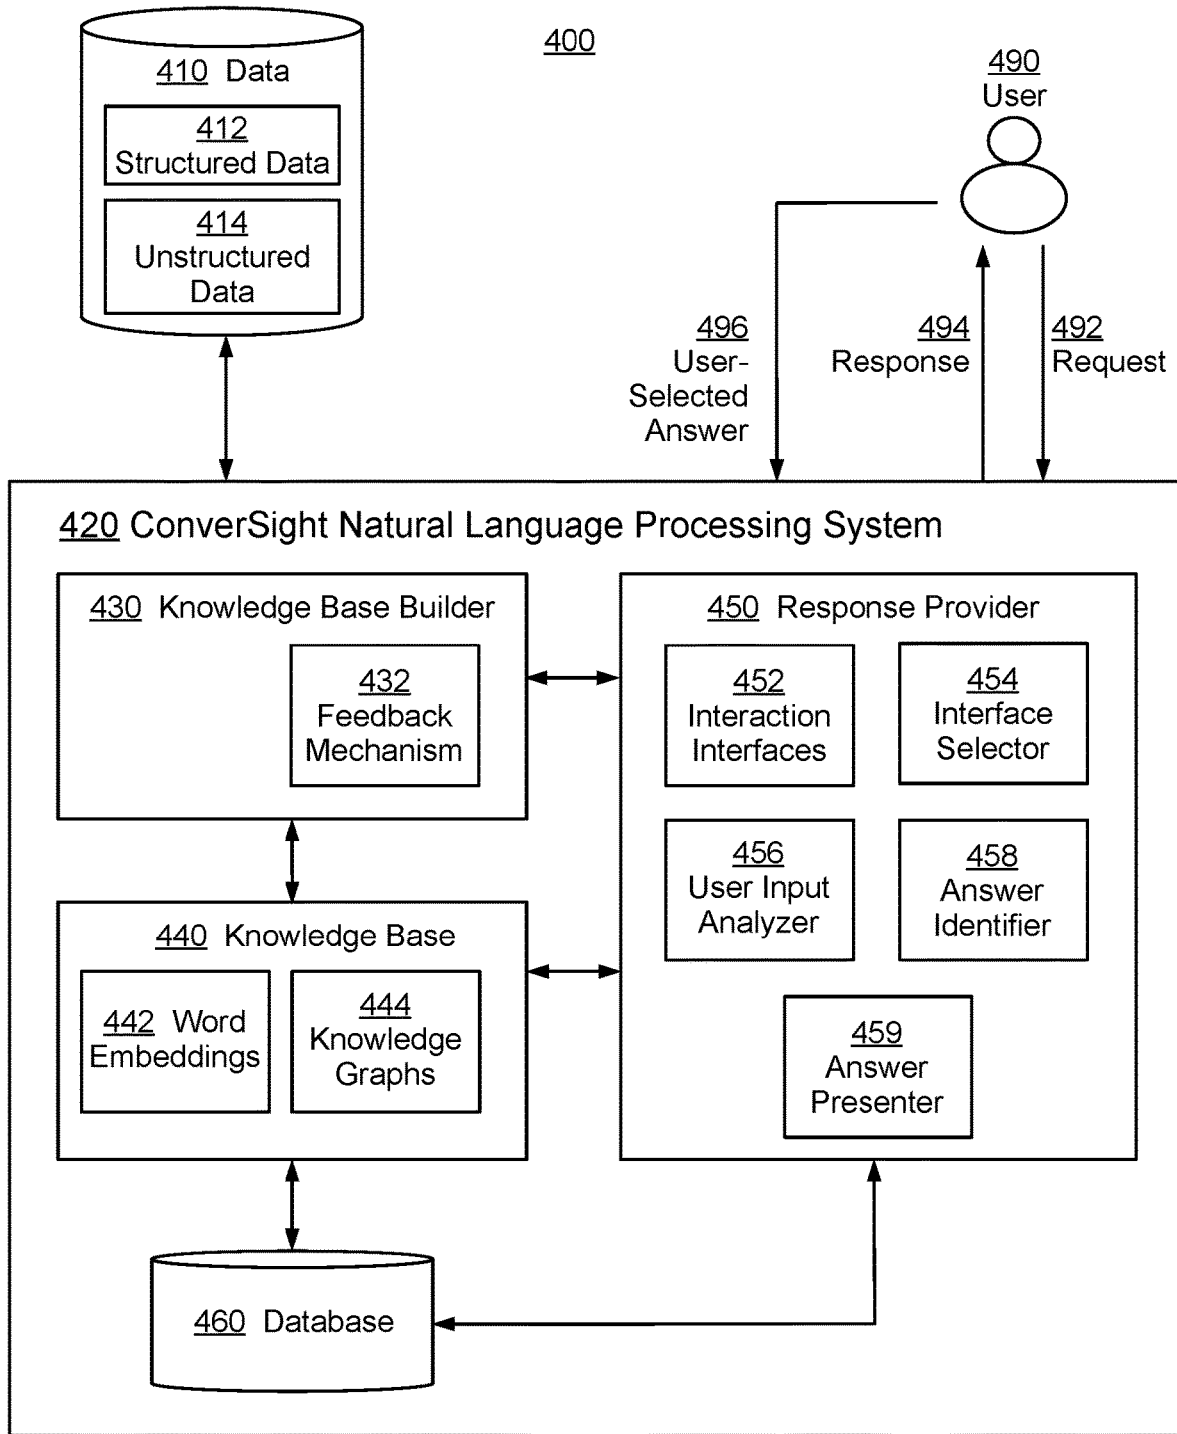 400
410 Data
412
Structured Data
414
Unstructured
Data
490
User
496
User-
Selected
Answer
494
Response
492
Request
420 ConverSight Natural Language Processing System
430 Knowledge Base Builder
432
Feedback
Mechanism
440 Knowledge Base
442 Word
Embeddings
444
Knowledge
Graphs
450 Response Provider
452
Interaction
Interfaces
454
Interface
Selector
456
User Input
Analyzer
458
Answer
Identifier
459
Answer
Presenter
460 Database